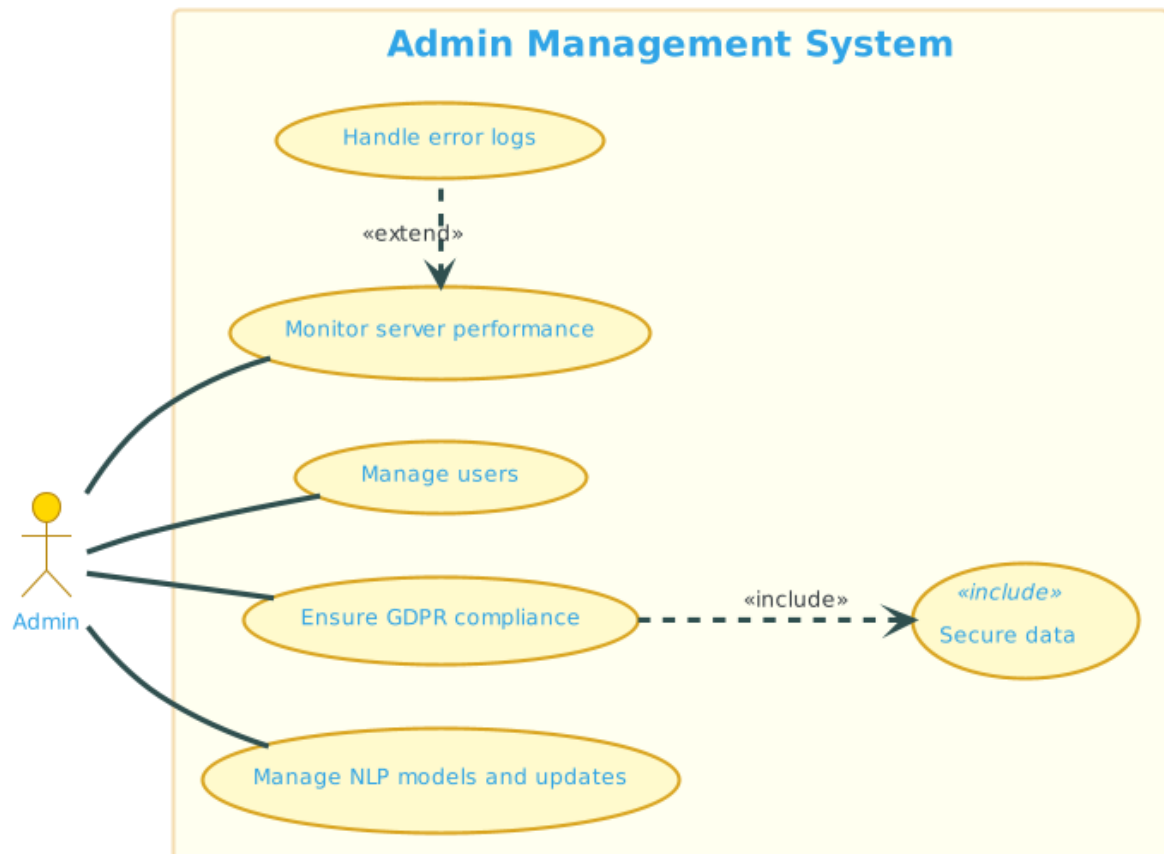 Admin Management System
Handle error logs
«extend»
Monitor server performance
Manage users
Admin
Ensure GDPR compliance
«include»
«include»
Secure data
Manage NLP models and updates